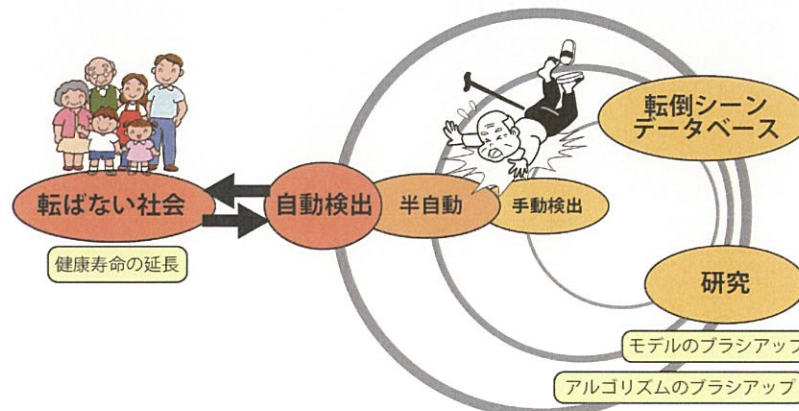 転倒シーン
データベース
転ばない社会
自動検出
半自動
手動検出
健康寿命の延長
研究
モデルのブラシアップ
アルゴリズムのブラシアップ